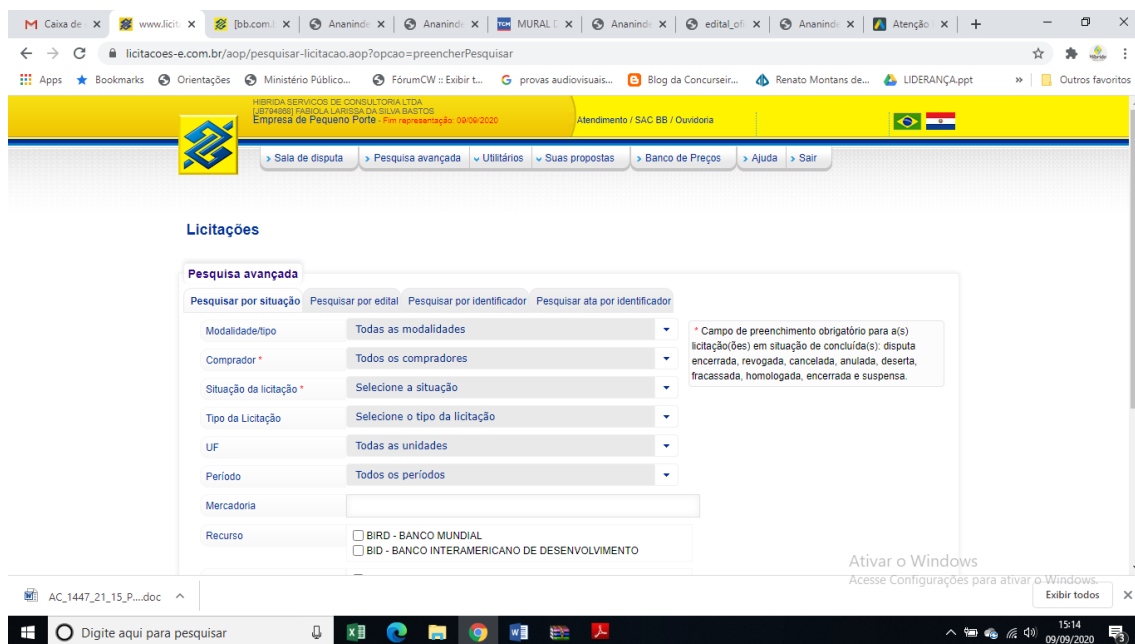 Caixa de
www.licit
[bb.com.
Ananinde
Ananinde
MURAL D
Ananinde
edital_ofi
Ananinde
Atenção
licitacoes-e.com.br/aop/pesquisar-licitacao.aop?opcao=preencherPesquisar
Apps Bookmarks Orientações Ministério Público... FórumCW :: Exibir t... provas audiovisuais... Blog da Concurseir... Renato Montans de... LIDERANÇA.ppt » Outros favoritos
HIBRIDA SERVICOS DE CONSULTORIA LTDA
[JB794868] FABIOLA LARISSA DA SILVA BASTOS
Empresa de Pequeno Porte - Fim representação: 09/09/2020
Atendimento / SAC BB / Ouvidoria
Sala de disputa Pesquisa avançada Utilitários Suas propostas Banco de Preços Ajuda Sair
Licitações
Pesquisa avançada
Pesquisar por situação Pesquisar por edital Pesquisar por identificador Pesquisar ata por identificador
Modalidade/tipo Todas as modalidades
Comprador * Todos os compradores
Situação da licitação * Selecione a situação
Tipo da Licitação Selecione o tipo da licitação
UF Todas as unidades
Período Todos os períodos
Mercadoria
Recurso BIRD - BANCO MUNDIAL
BID - BANCO INTERAMERICANO DE DESENVOLVIMENTO
* Campo de preenchimento obrigatório para a(s)
licitação(ões) em situação de concluída(s): disputa
encerrada, revogada, cancelada, anulada, deserta,
fracassada, homologada, encerrada e suspensa.
Ativar o Windows
Acesse Configurações para ativar o Windows.
AC_1447_21_15_P....doc
Exibir todos
Digite aqui para pesquisar
15:14
09/09/2020
3